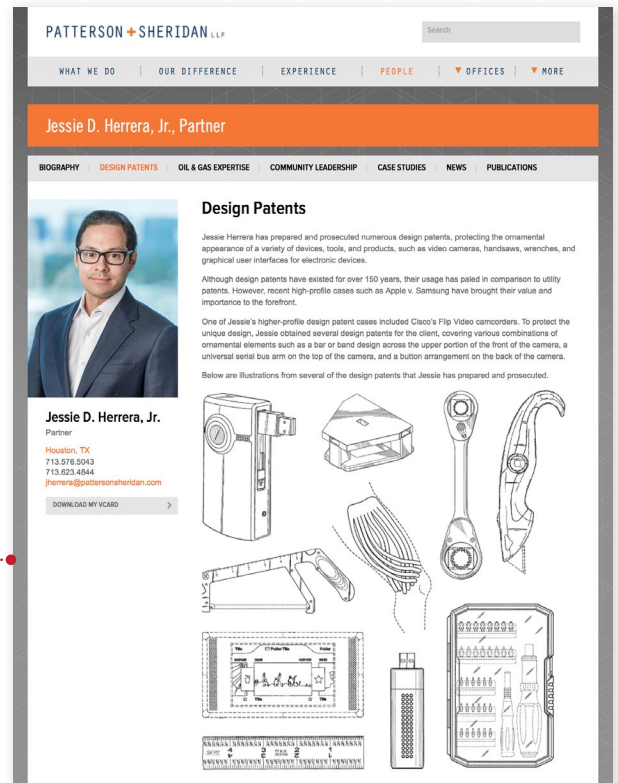 PATTERSON + SHERIDAN LLP
Search
WHAT WE DO
OUR DIFFERENCE
EXPERIENCE
PEOPLE
OFFICES
MORE
Jessie D. Herrera, Jr., Partner
BIOGRAPHY
DESIGN PATENTS
OIL & GAS EXPERTISE
COMMUNITY LEADERSHIP
CASE STUDIES
NEWS
PUBLICATIONS
Design Patents
Jessie Herrera has prepared and prosecuted numerous design patents, protecting the ornamental
appearance of a variety of devices, tools, and products, such as video cameras, handsaws, wrenches, and
graphical user interfaces for electronic devices.
Although design patents have existed for over 150 years, their usage has paled in comparison to utility
patents. However, recent high-profile cases such as Apple v. Samsung have brought their value and
importance to the forefront.
One of Jessie's higher-profile design patent cases included Cisco's Flip Video camcorders. To protect the
unique design, Jessie obtained several design patents for the client, covering various combinations of
ornamental elements such as a bar or band design across the upper portion of the front of the camera, a
universal serial bus arm on the top of the camera, and a button arrangement on the back of the camera.
Below are illustrations from several of the design patents that Jessie has prepared and prosecuted.
Jessie D. Herrera, Jr.
Partner
Houston, TX
713.576.5043
713.623.4844
jherrera@pattersonsheridan.com
DOWNLOAD MY VCARD
Title
Folder Title
Folder
Title
Title